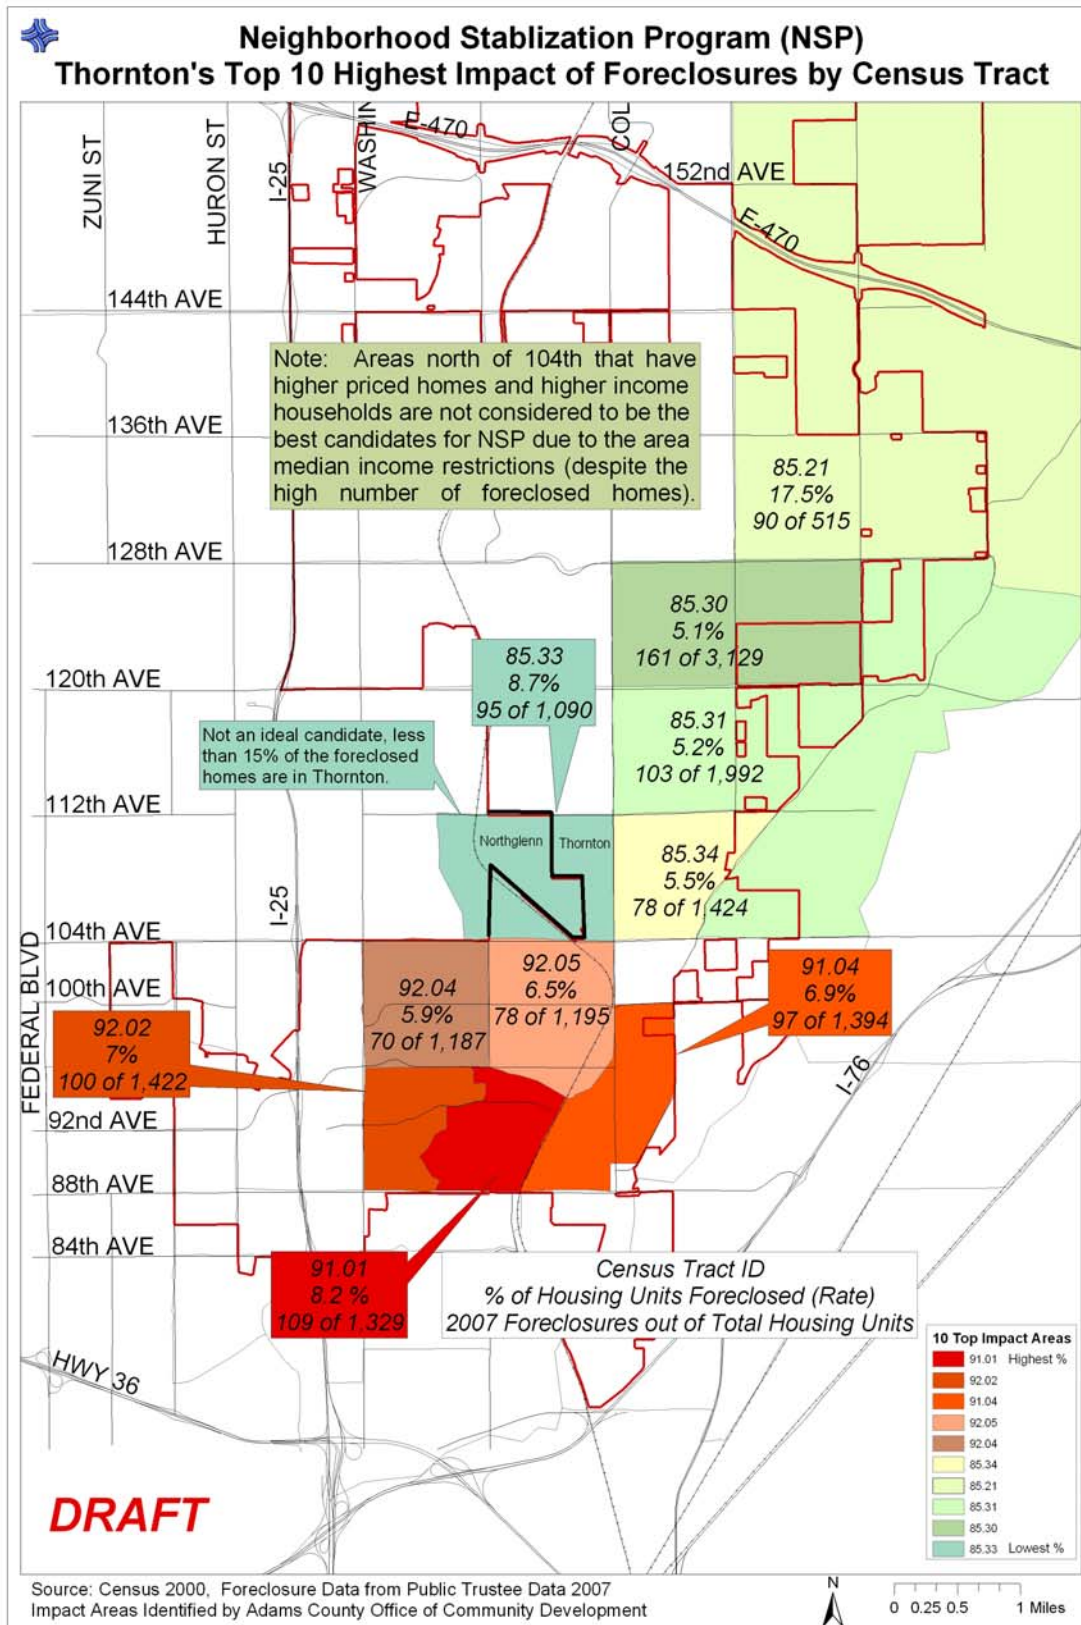 Neighborhood Stablization Program (NSP)
Thornton's Top 10 Highest Impact of Foreclosures by Census Tract
ZUNI ST
HURON ST
I-25
WASHIN
E-470
COL
152nd AVE
E-470
144th AVE
Note: Areas north of 104th that have
higher priced homes and higher income
households are not considered to be the
best candidates for NSP due to the area
median income restrictions (despite the
high number of foreclosed homes).
136th AVE
85.21
17.5%
90 of 515
128th AVE
85.30
5.1%
161 of 3,129
85.33
8.7%
95 of 1,090
120th AVE
Not an ideal candidate, less
than 15% of the foreclosed
homes are in Thornton.
85.31
5.2%
103 of 1,992
112th AVE
Northglenn
Thornton
85.34
5.5%
78 of 1,424
I-25
104th AVE
FEDERAL BLVD
100th AVE
92.04
5.9%
70 of 1,187
92.05
6.5%
78 of 1,195
91.04
6.9%
97 of 1,394
92.02
7%
100 of 1,422
I-76
92nd AVE
88th AVE
84th AVE
91.01
8.2 %
109 of 1,329
Census Tract ID
% of Housing Units Foreclosed (Rate)
2007 Foreclosures out of Total Housing Units
HWY 36
10 Top Impact Areas
91.01 Highest %
92.02
91.04
92.05
92.04
85.34
85.21
85.31
85.30
85.33 Lowest %
DRAFT
Source: Census 2000, Foreclosure Data from Public Trustee Data 2007
Impact Areas Identified by Adams County Office of Community Development
N
0 0.25 0.5 1 Miles